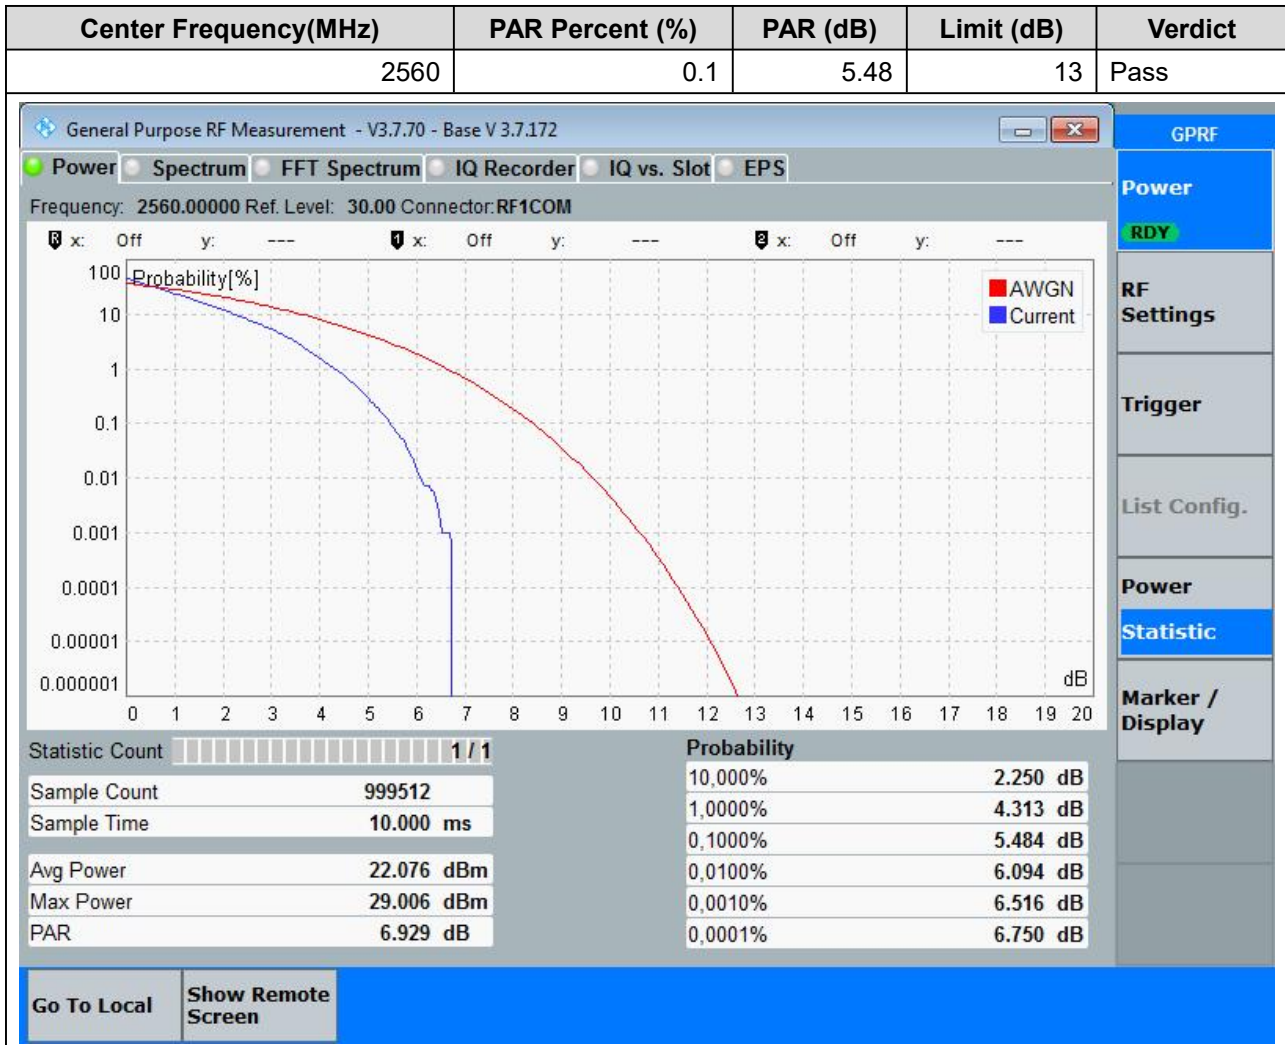 Center Frequency(MHz) PAR Percent (%) PAR (dB) Limit (dB) Verdict
2560 0.1 5.48 13 Pass
General Purpose RF Measurement - V3.7.70 - Base V 3.7.172
GPRF
Power Spectrum FFT Spectrum IQ Recorder IQ vs. Slot EPS
Frequency: 2560.00000 Ref. Level: 30.00 Connector:RF1COM
R x: Off y: --- 1 x: Off y: --- 2 x: Off y: ---
Probability[%]
AWGN
Current
100
10
1
0.1
0.01
0.001
0.0001
0.00001
0.000001
dB
0 1 2 3 4 5 6 7 8 9 10 11 12 13 14 15 16 17 18 19 20
Statistic Count 1 / 1
Sample Count 999512
Sample Time 10.000 ms
Avg Power 22.076 dBm
Max Power 29.006 dBm
PAR 6.929 dB
Probability
10,000% 2.250 dB
1,0000% 4.313 dB
0,1000% 5.484 dB
0,0100% 6.094 dB
0,0010% 6.516 dB
0,0001% 6.750 dB
Power
RDY
RF
Settings
Trigger
List Config.
Power
Statistic
Marker /
Display
Go To Local
Show Remote
Screen